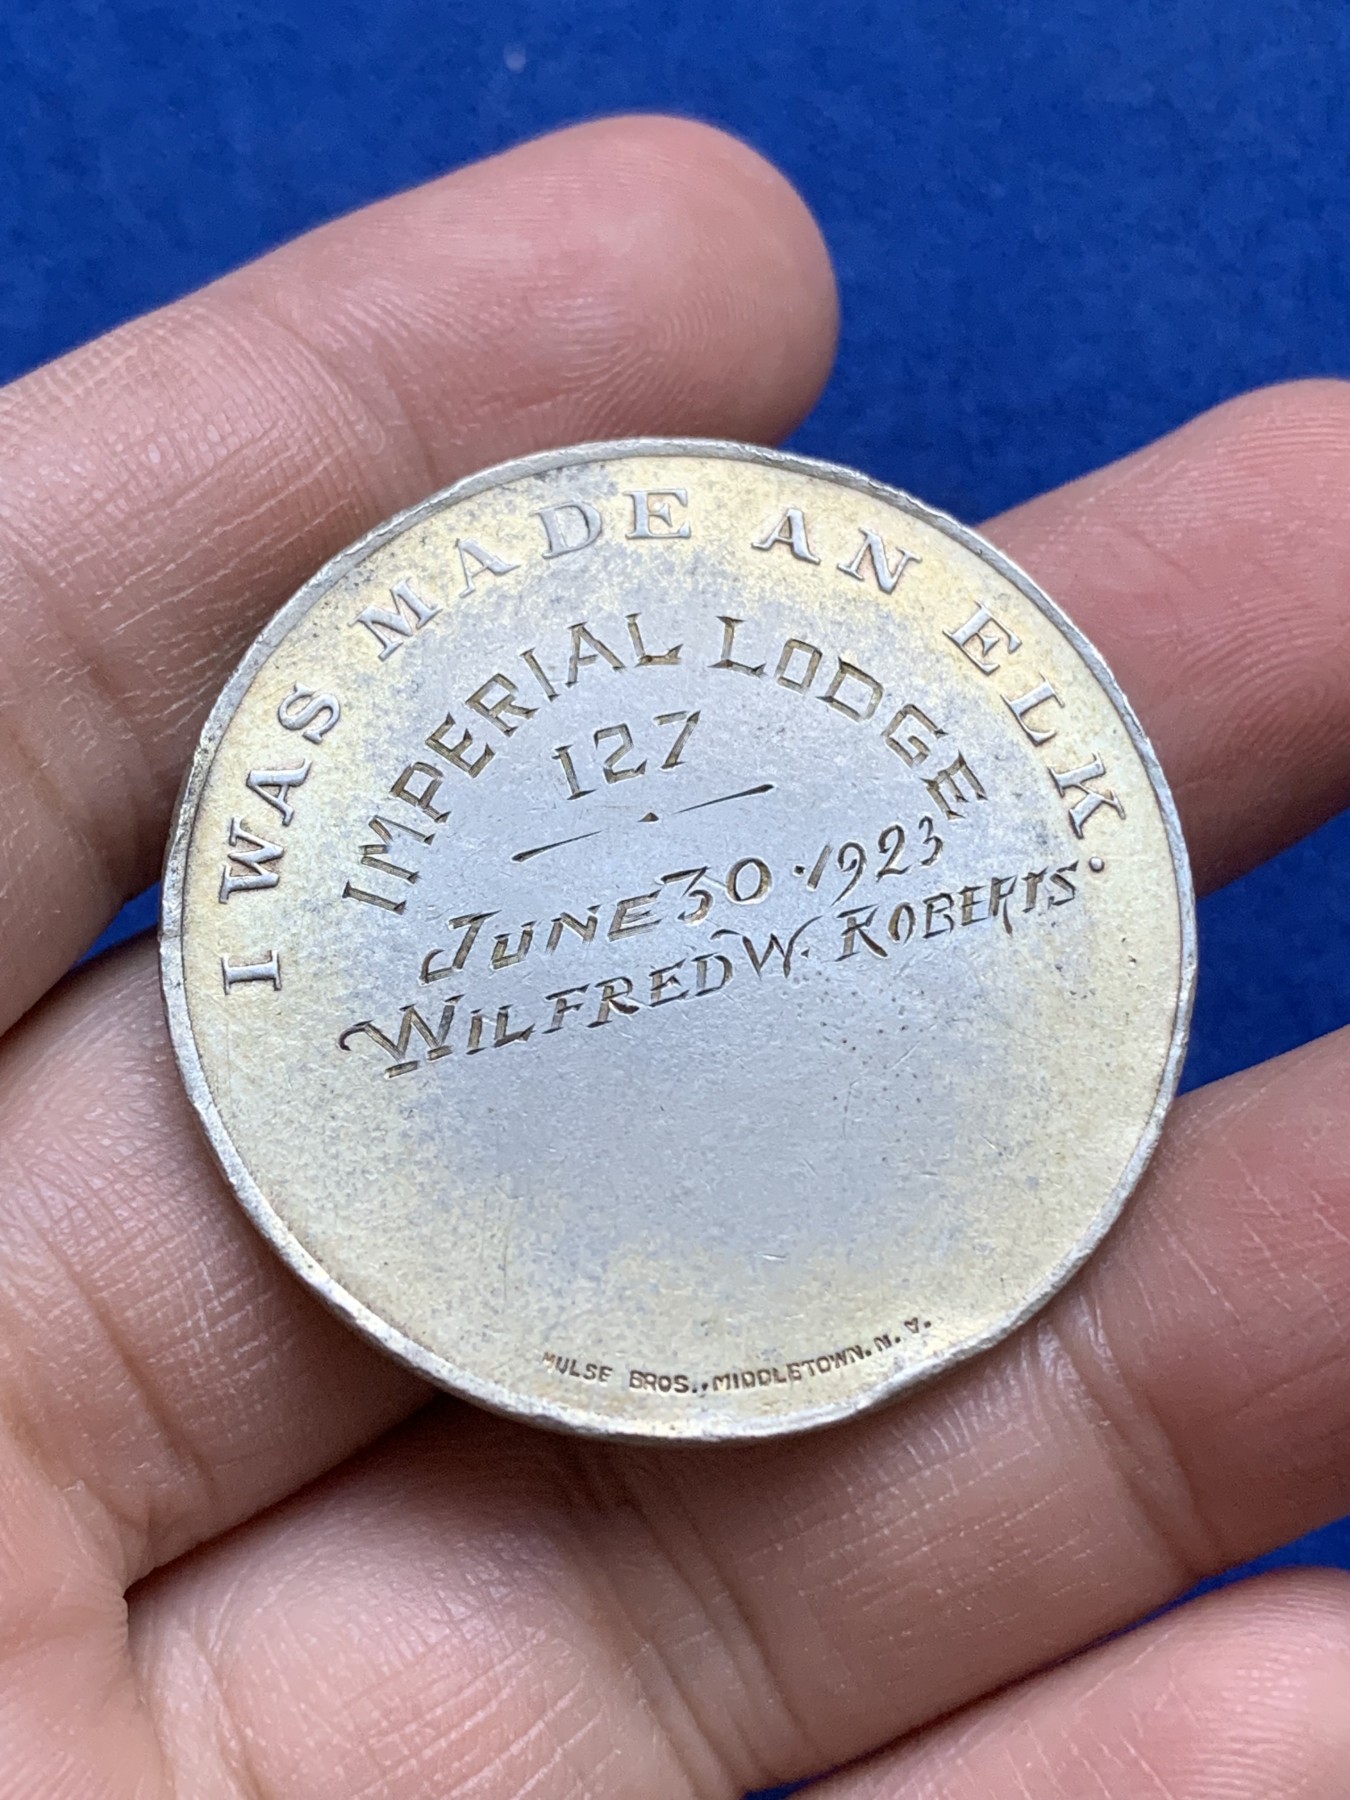 I WAS MADE AN ELK.
IMPERIAL LODGE
127
JUNE 30 · 1923
WILFRED W. ROBERTS
HULSE BROS., MIDDLETOWN. N. Y.